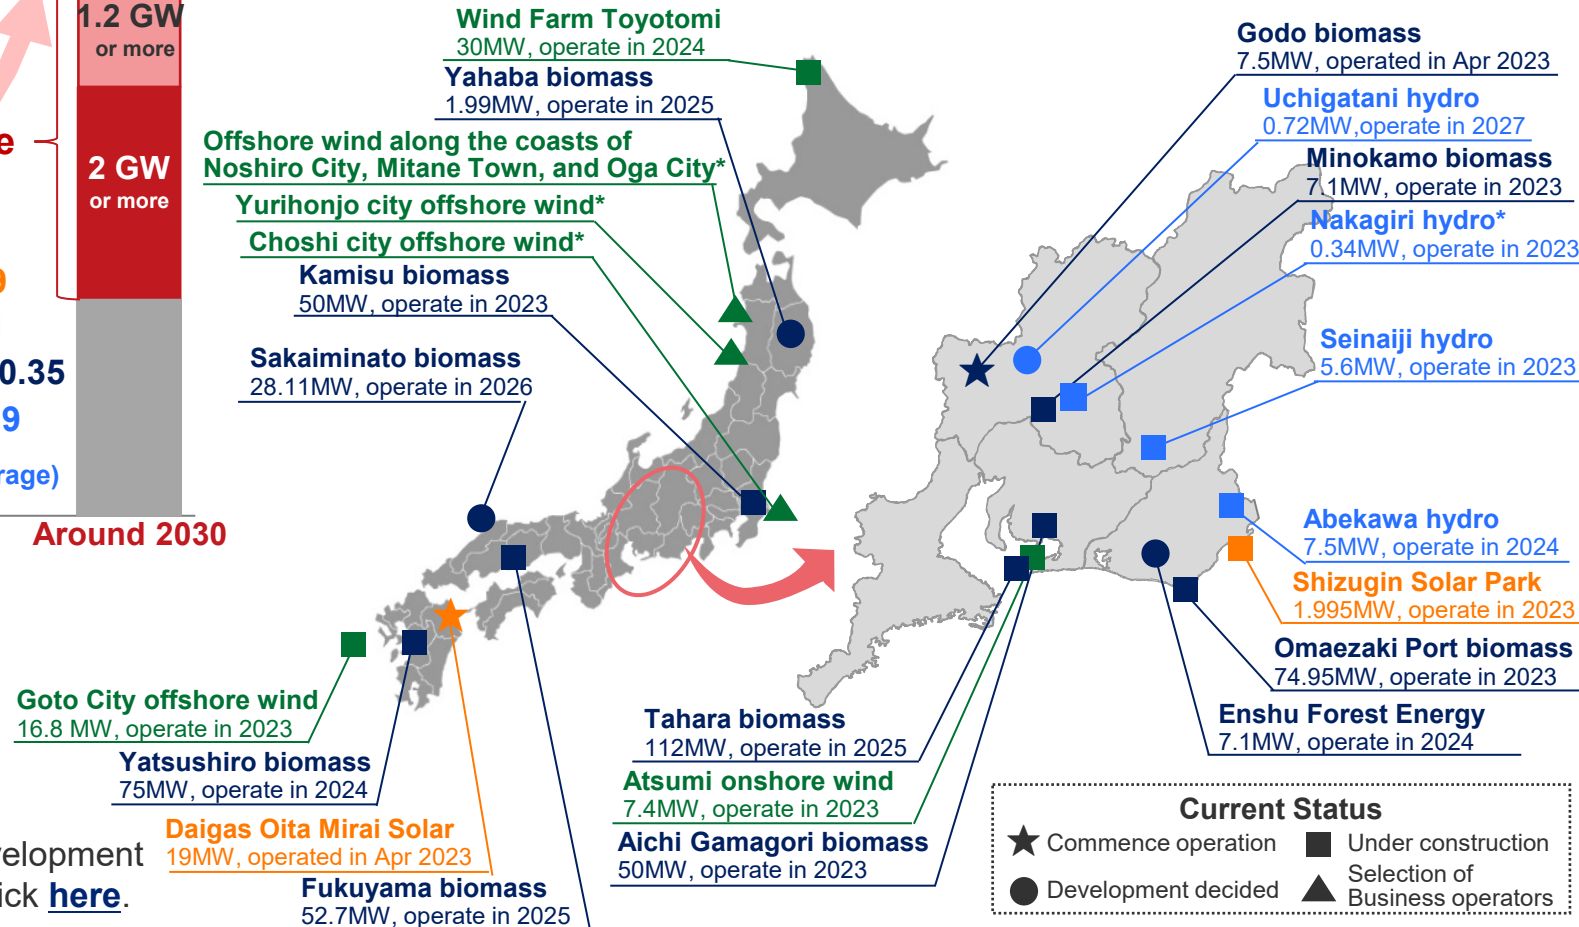 1.2 GW
or more
2 GW
or more
e
9
0.35
9
rage)
Around 2030
Wind Farm Toyotomi
30MW, operate in 2024
Yahaba biomass
1.99MW, operate in 2025
Offshore wind along the coasts of
Noshiro City, Mitane Town, and Oga City*
Yurihonjo city offshore wind*
Choshi city offshore wind*
Kamisu biomass
50MW, operate in 2023
Sakaiminato biomass
28.11MW, operate in 2026
Goto City offshore wind
16.8 MW, operate in 2023
Yatsushiro biomass
75MW, operate in 2024
Daigas Oita Mirai Solar
19MW, operated in Apr 2023
Fukuyama biomass
52.7MW, operate in 2025
velopment
ick here.
Godo biomass
7.5MW, operated in Apr 2023
Uchigatani hydro
0.72MW,operate in 2027
Minokamo biomass
7.1MW, operate in 2023
Nakagiri hydro*
0.34MW, operate in 2023
Seinaiji hydro
5.6MW, operate in 2023
Abekawa hydro
7.5MW, operate in 2024
Shizugin Solar Park
1.995MW, operate in 2023
Omaezaki Port biomass
74.95MW, operate in 2023
Enshu Forest Energy
7.1MW, operate in 2024
Tahara biomass
112MW, operate in 2025
Atsumi onshore wind
7.4MW, operate in 2023
Aichi Gamagori biomass
50MW, operate in 2023
Current Status
Commence operation
Under construction
Development decided
Selection of
Business operators